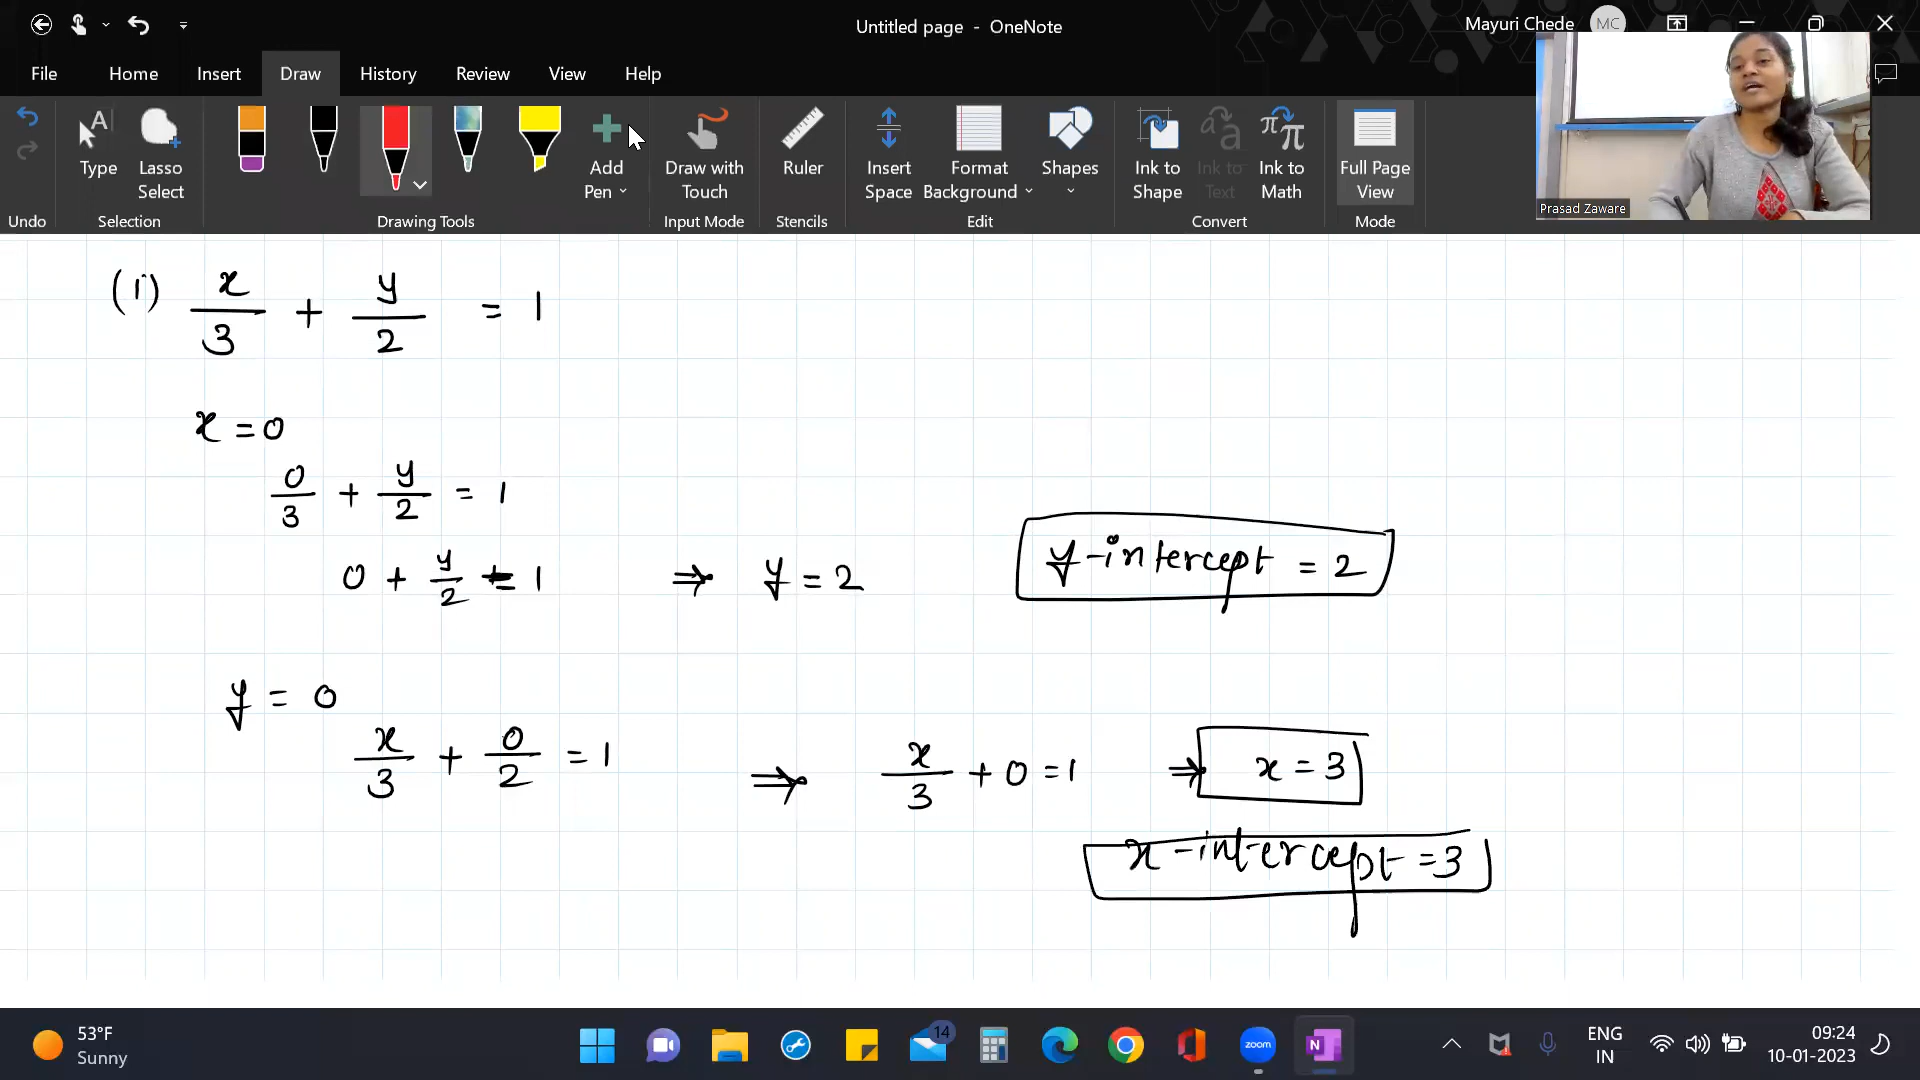 Untitled page - OneNote
Mayuri Chede
MC
File Home Insert Draw History Review View Help
Type
Lasso Select
Add Pen
Draw with Touch
Ruler
Insert Space
Format Background
Shapes
Ink to Shape
Ink to Text
Ink to Math
Full Page View
Undo Selection Drawing Tools Input Mode Stencils Edit Convert Mode
Prasad Zaware
(i) x/3 + y/2 = 1
x = 0
0/3 + y/2 = 1
0 + y/2 = 1 ⇒ y = 2
y-intercept = 2
y = 0
x/3 + 0/2 = 1 ⇒ x/3 + 0 = 1 ⇒ x = 3
x-intercept = 3
53°F
Sunny
14
zoom
N
ENG
IN
09:24
10-01-2023